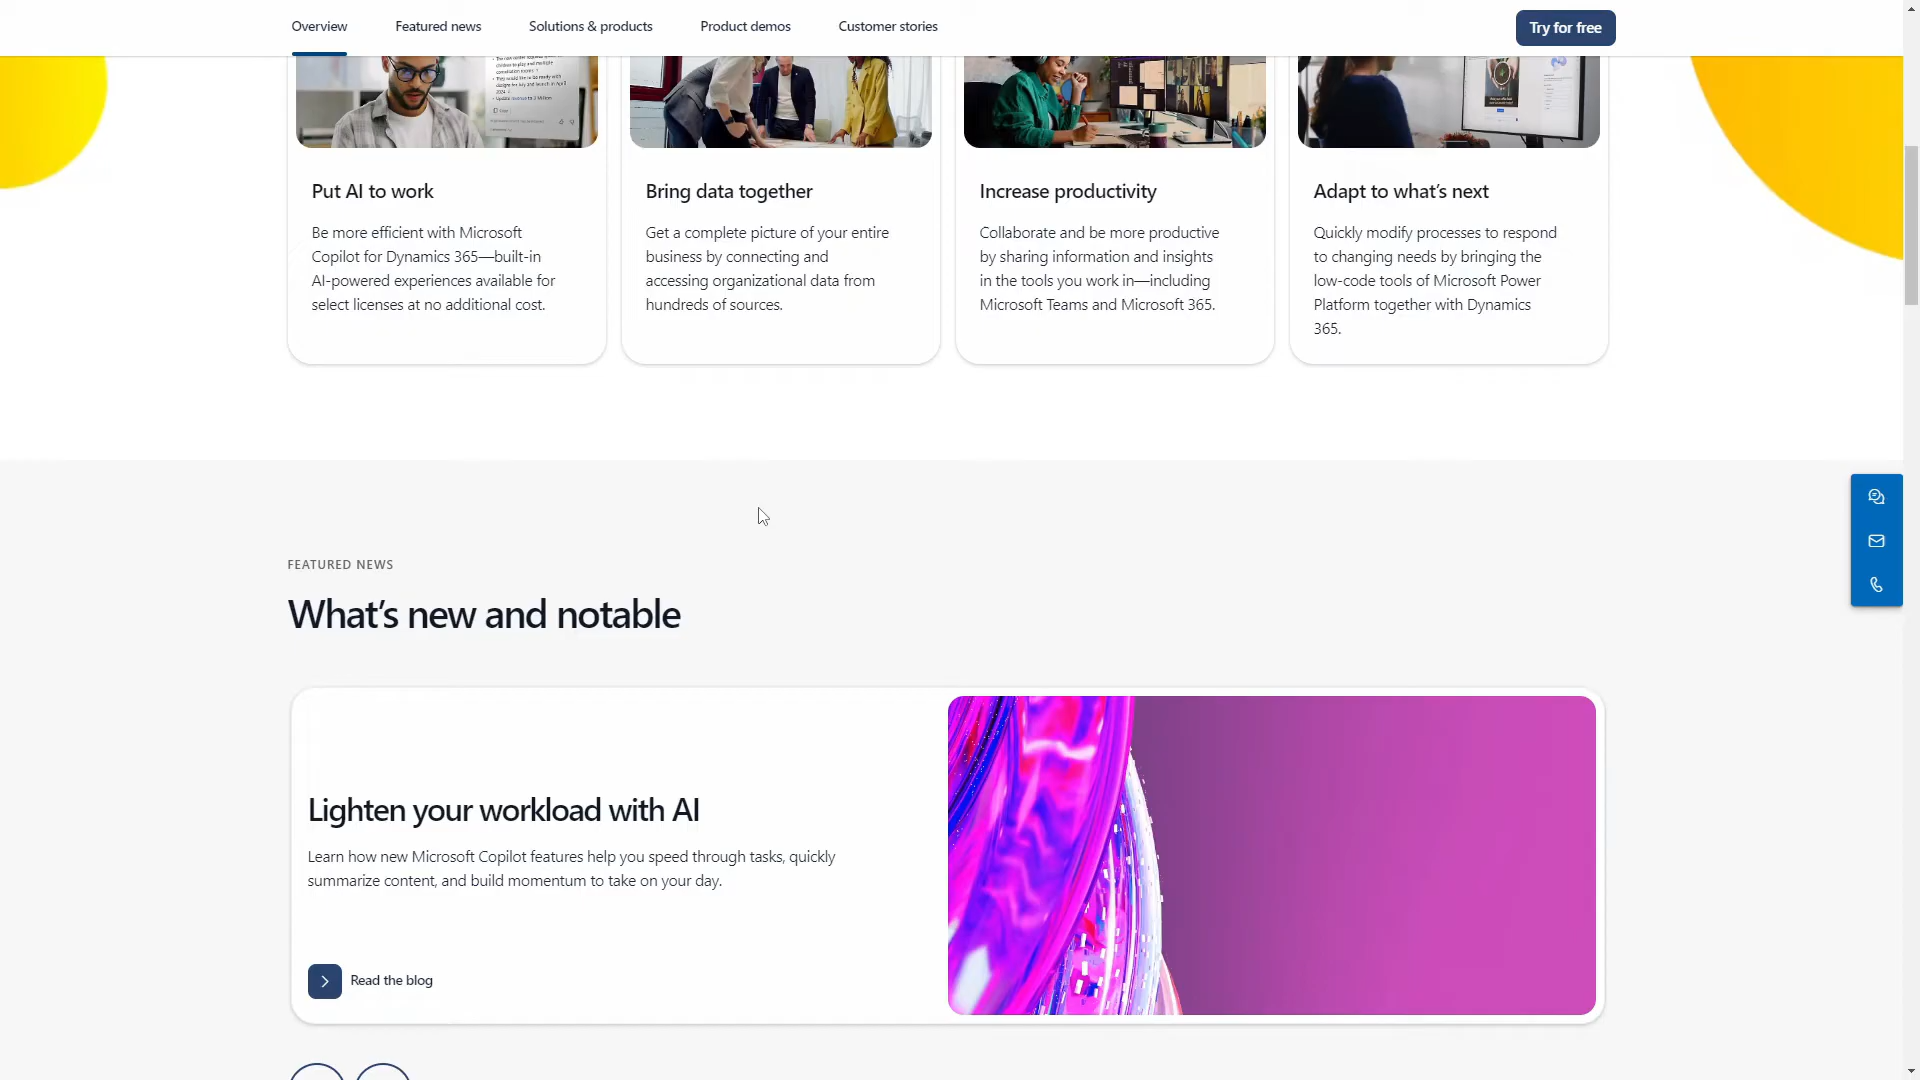 Overview
Featured news
Solutions & products
Product demos
Customer stories
Try for free
Put AI to work
Be more efficient with Microsoft
Copilot for Dynamics 365—built-in
AI-powered experiences available for
select licenses at no additional cost.
Bring data together
Get a complete picture of your entire
business by connecting and
accessing organizational data from
hundreds of sources.
Increase productivity
Collaborate and be more productive
by sharing information and insights
in the tools you work in—including
Microsoft Teams and Microsoft 365.
Adapt to what’s next
Quickly modify processes to respond
to changing needs by bringing the
low-code tools of Microsoft Power
Platform together with Dynamics
365.
FEATURED NEWS
What’s new and notable
Lighten your workload with AI
Learn how new Microsoft Copilot features help you speed through tasks, quickly
summarize content, and build momentum to take on your day.
Read the blog